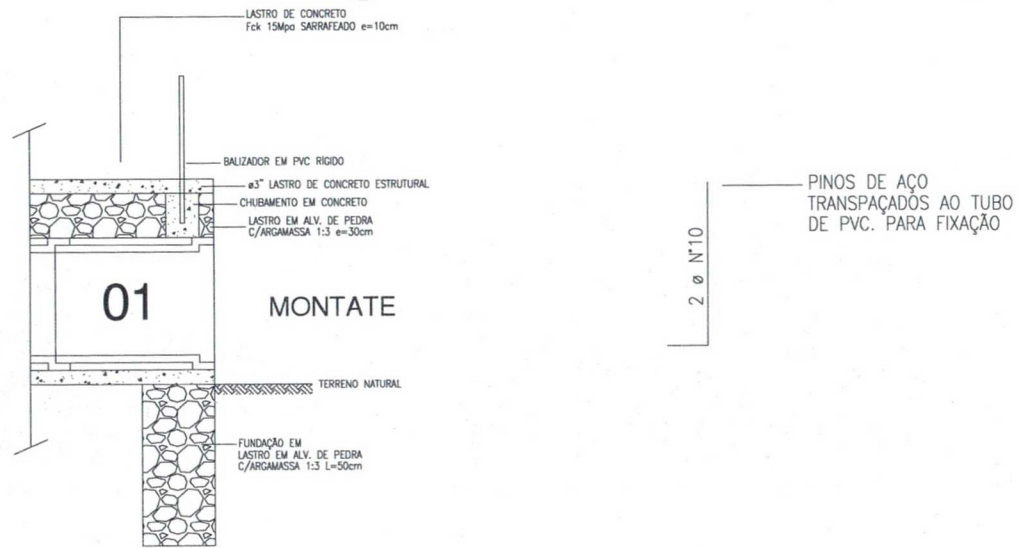 LASTRO DE CONCRETO
Fck 15Mpa SARRAFEADO e=10cm
BALIZADOR EM PVC RÍGIDO
ø3" LASTRO DE CONCRETO ESTRUTURAL
CHUBAMENTO EM CONCRETO
LASTRO EM ALV. DE PEDRA
C/ARGAMASSA 1:3 e=30cm
01
MONTATE
TERRENO NATURAL
FUNDAÇÃO EM
LASTRO EM ALV. DE PEDRA
C/ARGAMASSA 1:3 L=50cm
2 ø N°10
PINOS DE AÇO
TRANSPAÇADOS AO TUBO
DE PVC. PARA FIXAÇÃO